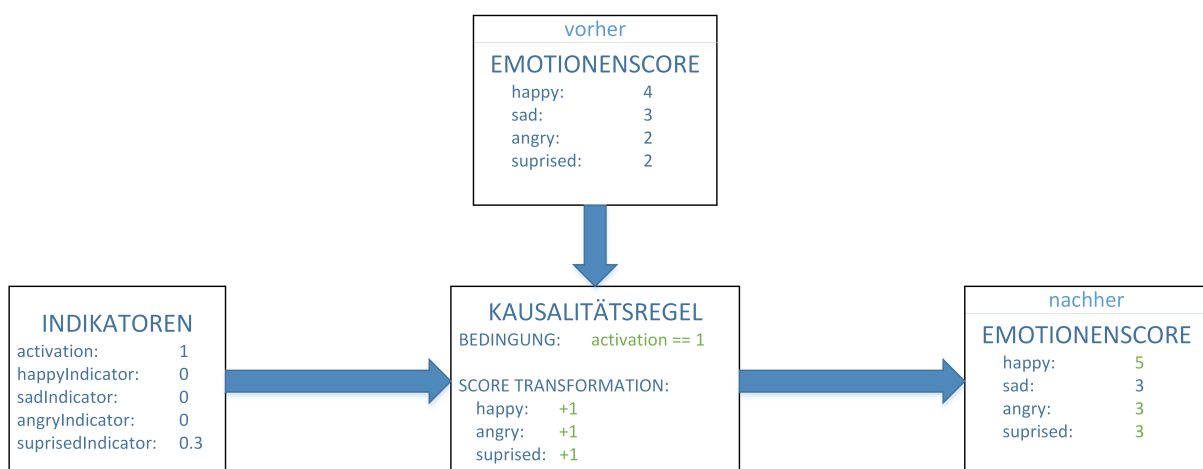 vorher
EMOTIONENSCORE
happy: 4
sad: 3
angry: 2
suprised: 2
INDIKATOREN
activation: 1
happyIndicator: 0
sadIndicator: 0
angryIndicator: 0
suprisedIndicator: 0.3
KAUSALITÄTSREGEL
BEDINGUNG: activation == 1
SCORE TRANSFORMATION:
happy: +1
angry: +1
suprised: +1
nachher
EMOTIONENSCORE
happy: 5
sad: 3
angry: 3
suprised: 3